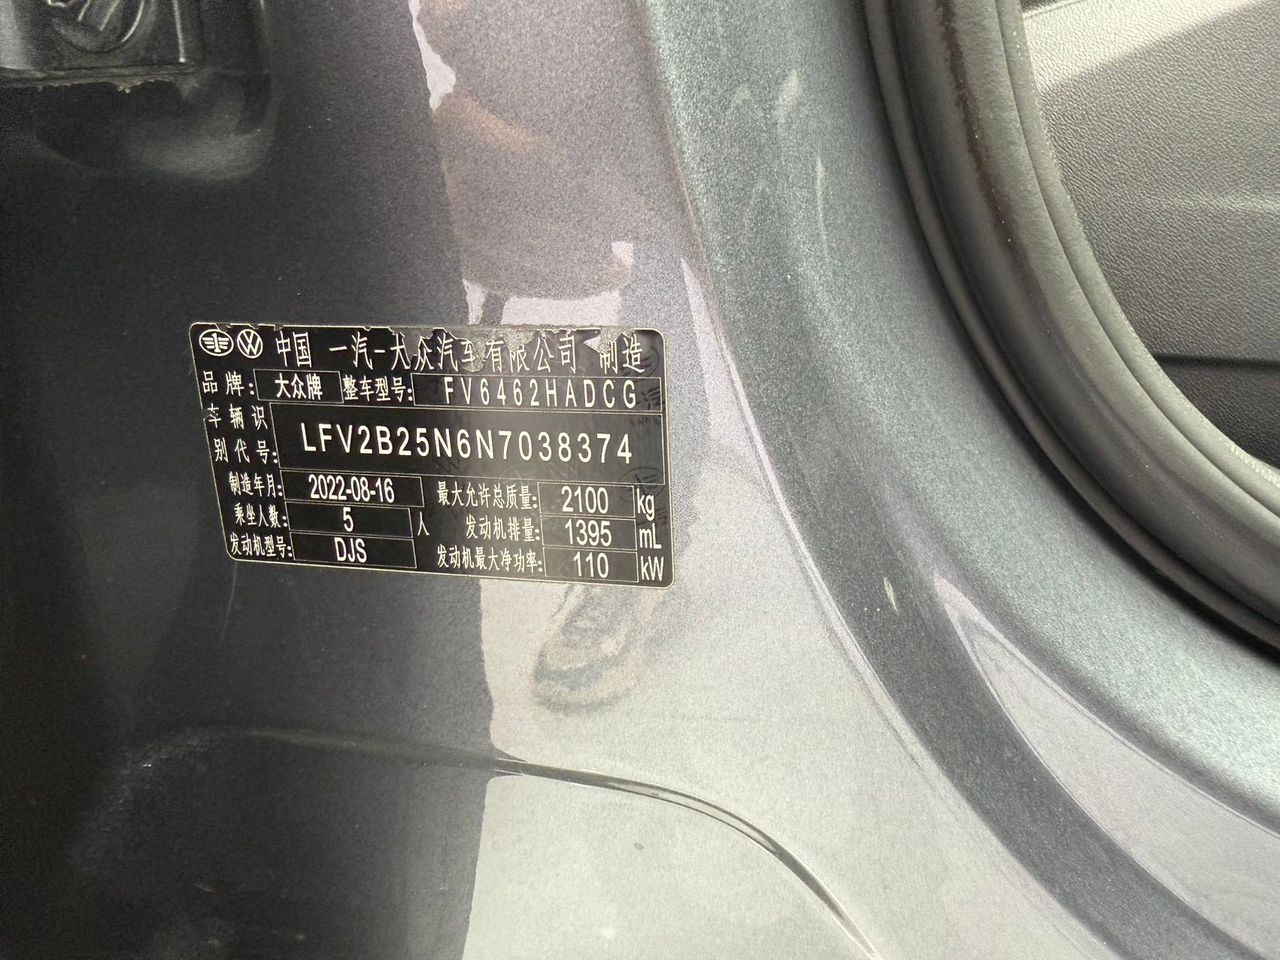 中国 一汽-大众汽车有限公司 制造
品牌: 大众牌 整车型号: FV6462HADCG
车辆识别代号: LFV2B25N6N7038374
制造年月: 2022-08-16 最大允许总质量: 2100 kg
乘坐人数: 5 人 发动机排量: 1395 mL
发动机型号: DJS 发动机最大净功率: 110 kW